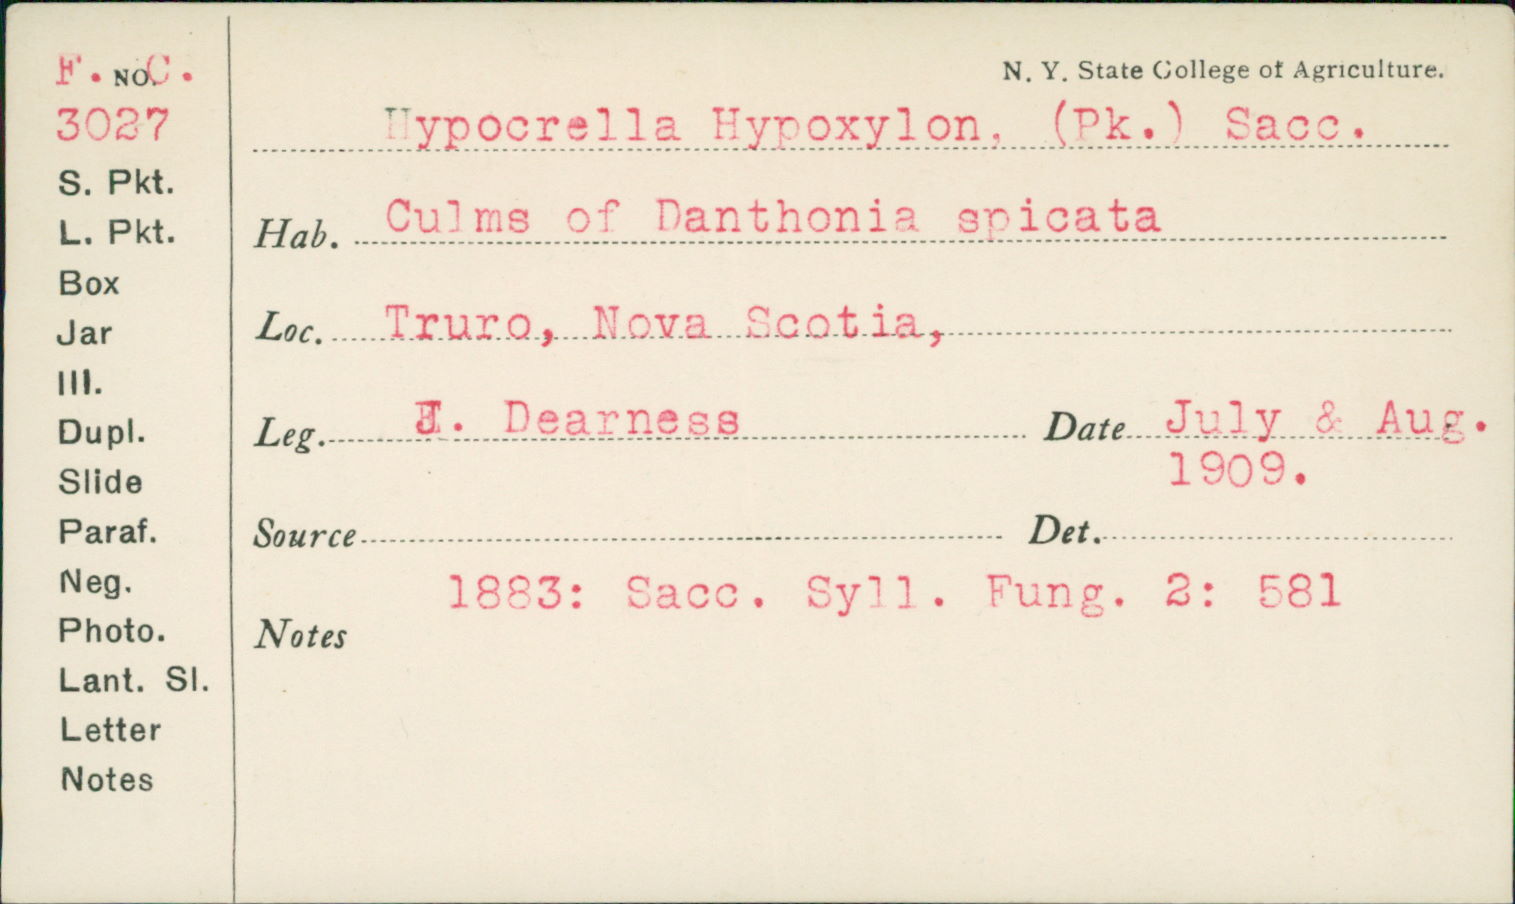 F. NO. C.
3027
S. Pkt.
L. Pkt.
Box
Jar
Ill.
Dupl.
Slide
Paraf.
Neg.
Photo.
Lant. Sl.
Letter
Notes
N. Y. State College of Agriculture.
Hypocrella Hypoxylon, (Pk.) Sacc.
Hab. Culms of Danthonia spicata
Loc. Truro, Nova Scotia,
Leg. J. Dearness Date July & Aug.
1909.
Source Det.
1883: Sacc. Syll. Fung. 2: 581
Notes